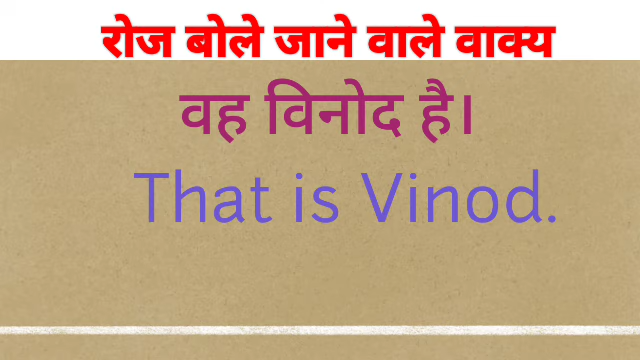 रोज बोले जाने वाले वाक्य
वह विनोद है।
That is Vinod.